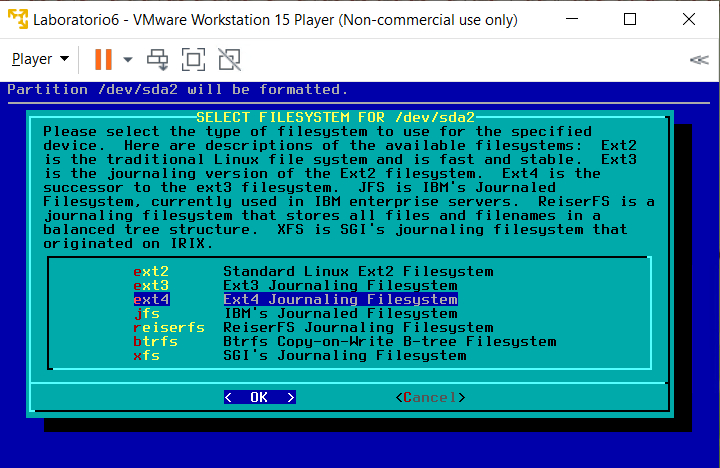 Laboratorio6 - VMware Workstation 15 Player (Non-commercial use only)
Player
Partition /dev/sda2 will be formatted.
SELECT FILESYSTEM FOR /dev/sda2
Please select the type of filesystem to use for the specified
device.  Here are descriptions of the available filesystems:  Ext2
is the traditional Linux file system and is fast and stable.  Ext3
is the journaling version of the Ext2 filesystem.  Ext4 is the
successor to the ext3 filesystem.  JFS is IBM's Journaled
Filesystem, currently used in IBM enterprise servers.  ReiserFS is a
journaling filesystem that stores all files and filenames in a
balanced tree structure.  XFS is SGI's journaling filesystem that
originated on IRIX.
ext2 Standard Linux Ext2 Filesystem
ext3 Ext3 Journaling Filesystem
ext4 Ext4 Journaling Filesystem
jfs IBM's Journaled Filesystem
reiserfs ReiserFS Journaling Filesystem
btrfs Btrfs Copy-on-Write B-tree Filesystem
xfs SGI's Journaling Filesystem
< OK > <Cancel>